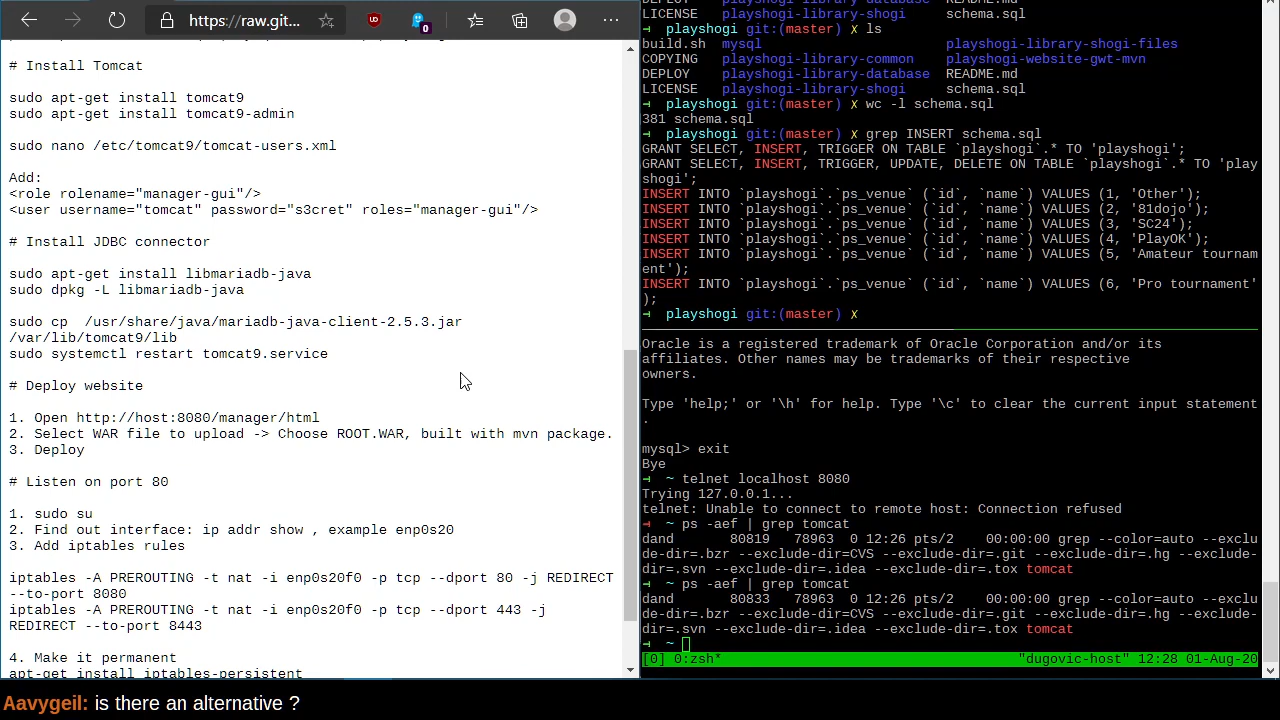 https://raw.git...
UD
0
# Install Tomcat
sudo apt-get install tomcat9
sudo apt-get install tomcat9-admin
sudo nano /etc/tomcat9/tomcat-users.xml
Add:
<role rolename="manager-gui"/>
<user username="tomcat" password="s3cret" roles="manager-gui"/>
# Install JDBC connector
sudo apt-get install libmariadb-java
sudo dpkg -L libmariadb-java
sudo cp  /usr/share/java/mariadb-java-client-2.5.3.jar
/var/lib/tomcat9/lib
sudo systemctl restart tomcat9.service
# Deploy website
1. Open http://host:8080/manager/html
2. Select WAR file to upload -> Choose ROOT.WAR, built with mvn package.
3. Deploy
# Listen on port 80
1. sudo su
2. Find out interface: ip addr show , example enp0s20
3. Add iptables rules
iptables -A PREROUTING -t nat -i enp0s20f0 -p tcp --dport 80 -j REDIRECT
--to-port 8080
iptables -A PREROUTING -t nat -i enp0s20f0 -p tcp --dport 443 -j
REDIRECT --to-port 8443
4. Make it permanent
apt-get install iptables-persistent
LICENSE playshogi-library-shogi schema.sql
→ playshogi git:(master) ✗ ls
build.sh mysql playshogi-library-shogi-files
COPYING playshogi-library-common playshogi-website-gwt-mvn
DEPLOY playshogi-library-database README.md
LICENSE playshogi-library-shogi schema.sql
→ playshogi git:(master) ✗ wc -l schema.sql
381 schema.sql
→ playshogi git:(master) ✗ grep INSERT schema.sql
GRANT SELECT, INSERT, TRIGGER ON TABLE `playshogi`.* TO 'playshogi';
GRANT SELECT, INSERT, TRIGGER, UPDATE, DELETE ON TABLE `playshogi`.* TO 'play
shogi';
INSERT INTO `playshogi`.`ps_venue` (`id`, `name`) VALUES (1, 'Other');
INSERT INTO `playshogi`.`ps_venue` (`id`, `name`) VALUES (2, '81dojo');
INSERT INTO `playshogi`.`ps_venue` (`id`, `name`) VALUES (3, 'SC24');
INSERT INTO `playshogi`.`ps_venue` (`id`, `name`) VALUES (4, 'PlayOK');
INSERT INTO `playshogi`.`ps_venue` (`id`, `name`) VALUES (5, 'Amateur tournam
ent');
INSERT INTO `playshogi`.`ps_venue` (`id`, `name`) VALUES (6, 'Pro tournament'
);
→ playshogi git:(master) ✗
Oracle is a registered trademark of Oracle Corporation and/or its
affiliates. Other names may be trademarks of their respective
owners.
Type 'help;' or '\h' for help. Type '\c' to clear the current input statement
.
mysql> exit
Bye
→ ~ telnet localhost 8080
Trying 127.0.0.1...
telnet: Unable to connect to remote host: Connection refused
→ ~ ps -aef | grep tomcat
dand 80819 78963 0 12:26 pts/2 00:00:00 grep --color=auto --exclu
de-dir=.bzr --exclude-dir=CVS --exclude-dir=.git --exclude-dir=.hg --exclude-
dir=.svn --exclude-dir=.idea --exclude-dir=.tox tomcat
→ ~ ps -aef | grep tomcat
dand 80833 78963 0 12:26 pts/2 00:00:00 grep --color=auto --exclu
de-dir=.bzr --exclude-dir=CVS --exclude-dir=.git --exclude-dir=.hg --exclude-
dir=.svn --exclude-dir=.idea --exclude-dir=.tox tomcat
→ ~
[0] 0:zsh* "dugovic-host" 12:28 01-Aug-20
Aavygeil: is there an alternative ?